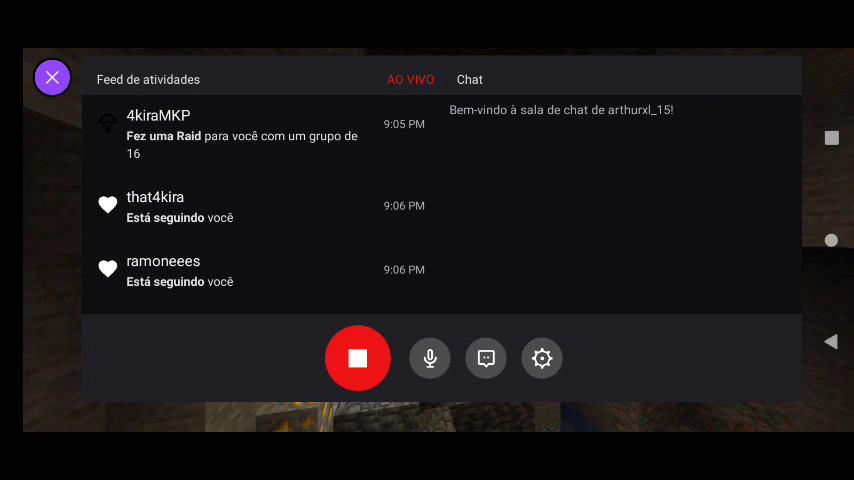 Feed de atividades
AO VIVO
Chat
4kiraMKP
Fez uma Raid para você com um grupo de
16
9:05 PM
that4kira
Está seguindo você
9:06 PM
ramoneees
Está seguindo você
9:06 PM
Bem-vindo à sala de chat de arthurxl_15!